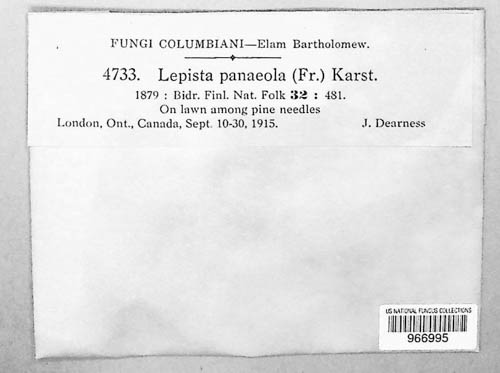 FUNGI COLUMBIANI—Elam Bartholomew.
4733. Lepista panaeola (Fr.) Karst.
1879 : Bidr. Finl. Nat. Folk 32 : 481.
On lawn among pine needles
London, Ont., Canada, Sept. 10-30, 1915. J. Dearness
US NATIONAL FUNGUS COLLECTIONS
966995